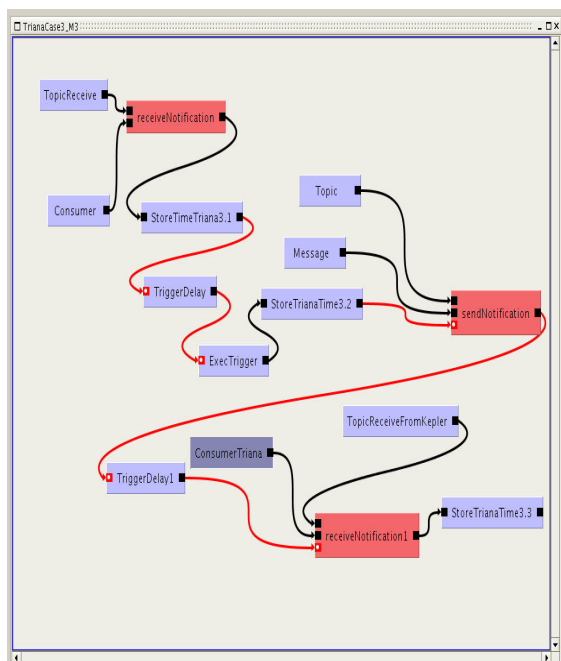 TrianaCase3_M3
TopicReceive
receiveNotification
Consumer
StoreTimeTriana3.1
Topic
Message
TriggerDelay
StoreTrianaTime3.2
sendNotification
ExecTrigger
TopicReceiveFromKepler
ConsumerTriana
TriggerDelay1
StoreTrianaTime3.3
receiveNotification1